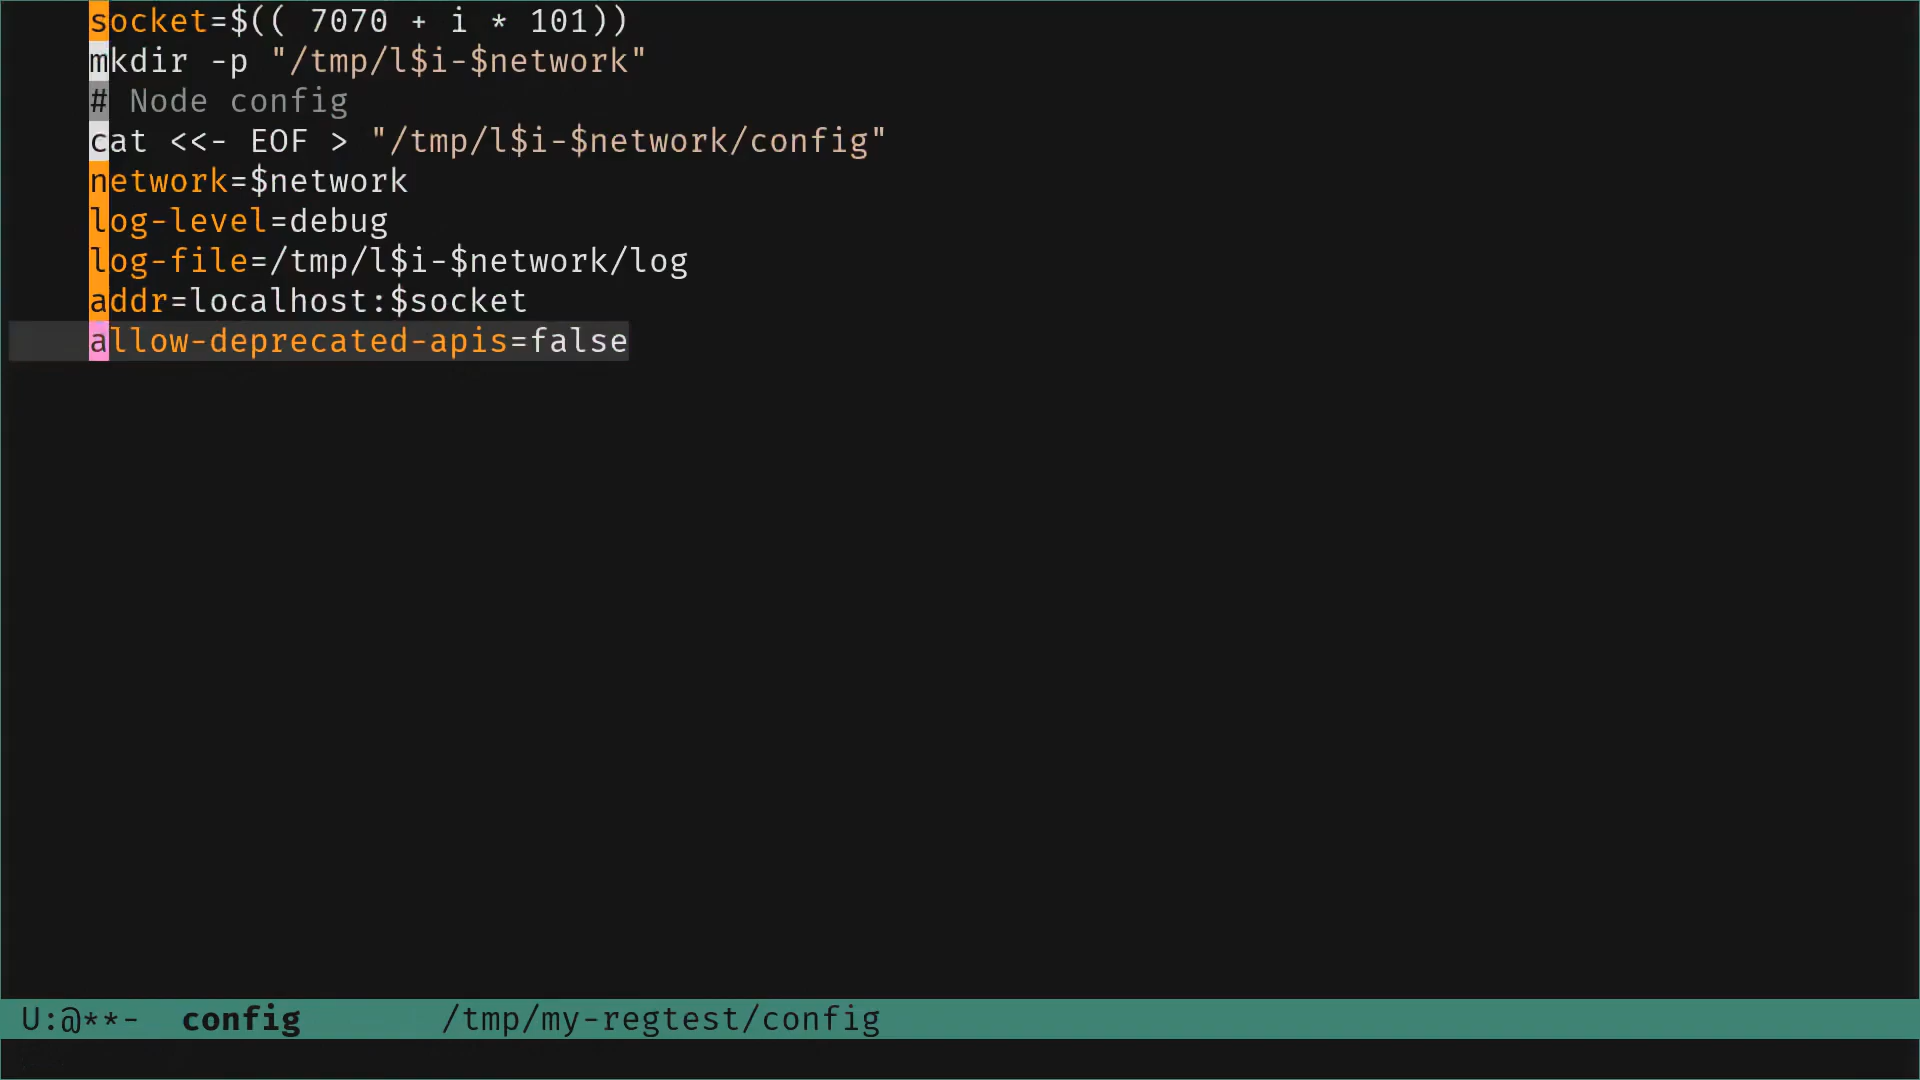 socket=$(( 7070 + i * 101))
mkdir -p "/tmp/l$i-$network"
# Node config
cat <<- EOF > "/tmp/l$i-$network/config"
network=$network
log-level=debug
log-file=/tmp/l$i-$network/log
addr=localhost:$socket
allow-deprecated-apis=false
U:@**- config /tmp/my-regtest/config